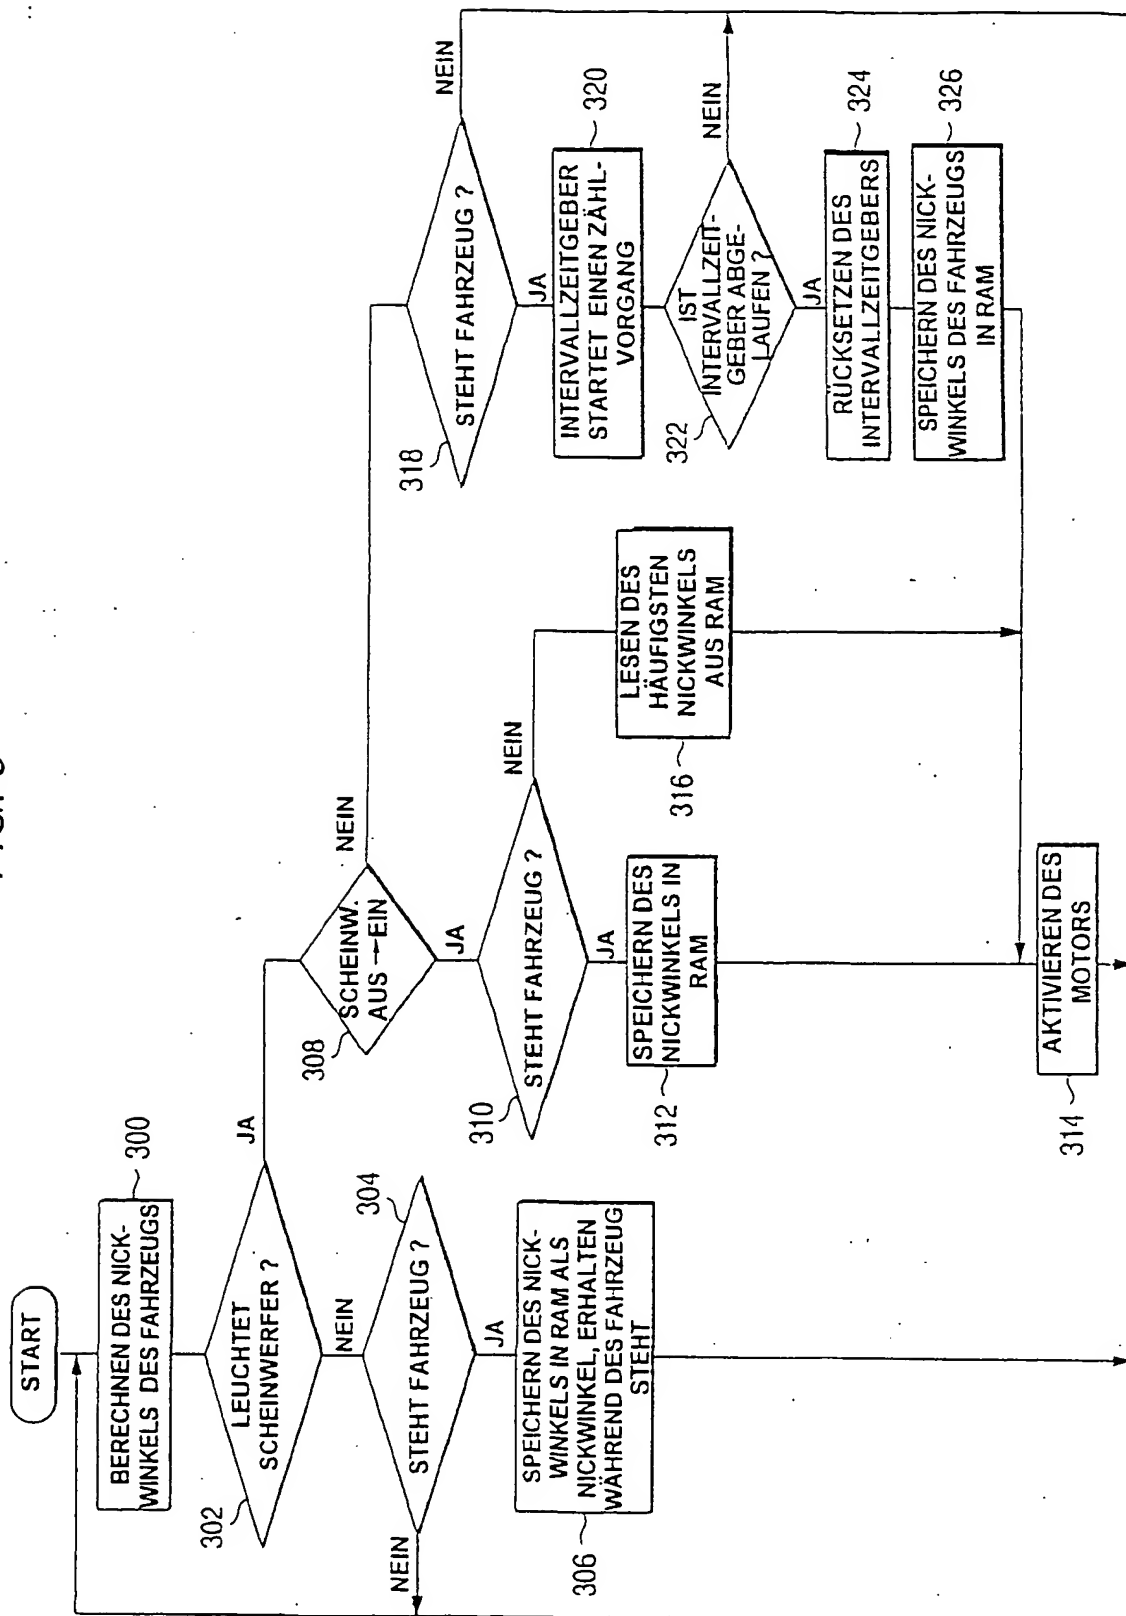 START
BERECHNEN DES NICK-
WINKELS DES FAHRZEUGS
300
LEUCHTET
SCHEINWERFER ?
302
JA
NEIN
STEHT FAHRZEUG ?
304
NEIN
JA
SPEICHERN DES NICK-
WINKELS IN RAM ALS
NICKWINKEL, ERHALTEN
WÄHREND DES FAHRZEUG
STEHT
306
SCHEINW.
AUS → EIN
308
NEIN
JA
STEHT FAHRZEUG ?
310
NEIN
JA
SPEICHERN DES
NICKWINKELS IN
RAM
312
AKTIVIEREN DES
MOTORS
314
LESEN DES
HÄUFIGSTEN
NICKWINKELS
AUS RAM
316
STEHT FAHRZEUG ?
318
NEIN
JA
INTERVALLZEITGEBER
STARTET EINEN ZÄHL-
VORGANG
320
IST
INTERVALLZEIT-
GEBER ABGE-
LAUFEN ?
322
NEIN
JA
RÜCKSETZEN DES
INTERVALLZEITGEBERS
324
SPEICHERN DES NICK-
WINKELS DES FAHRZEUGS
IN RAM
326